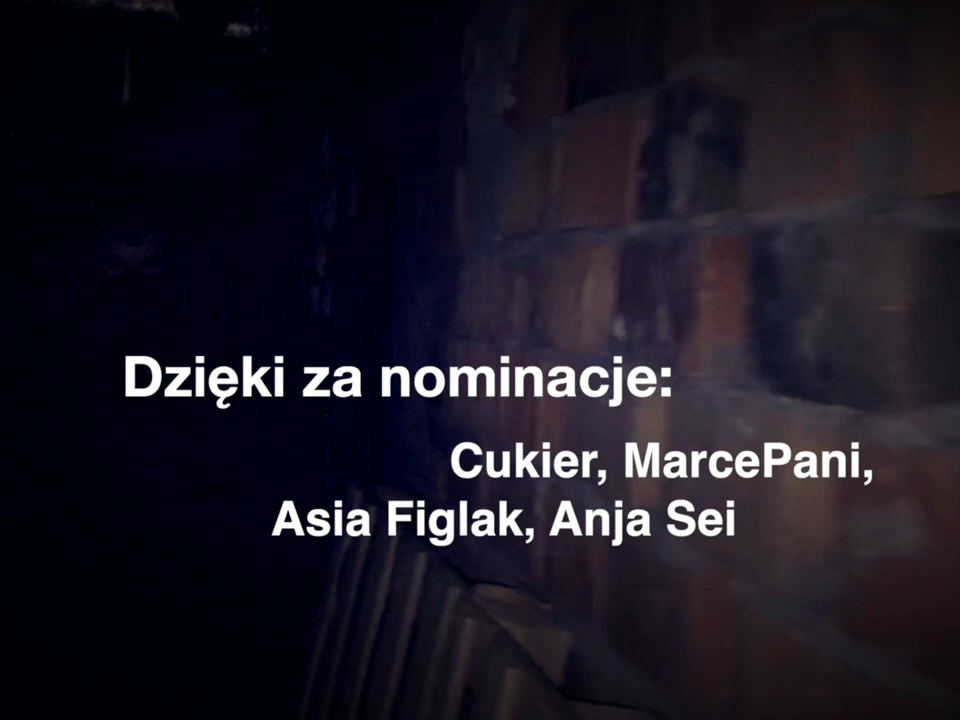 Dzięki za nominacje:
Cukier, MarcePani,
Asia Figlak, Anja Sei